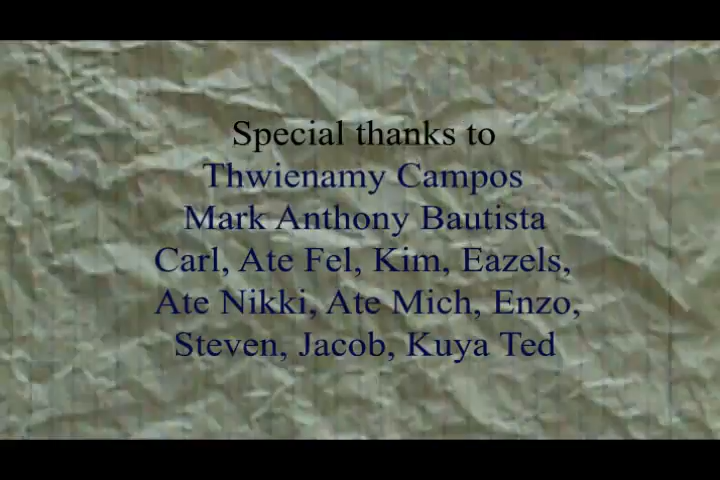 Special thanks to
Thwienamy Campos
Mark Anthony Bautista
Carl, Ate Fel, Kim, Eazels,
Ate Nikki, Ate Mich, Enzo,
Steven, Jacob, Kuya Ted